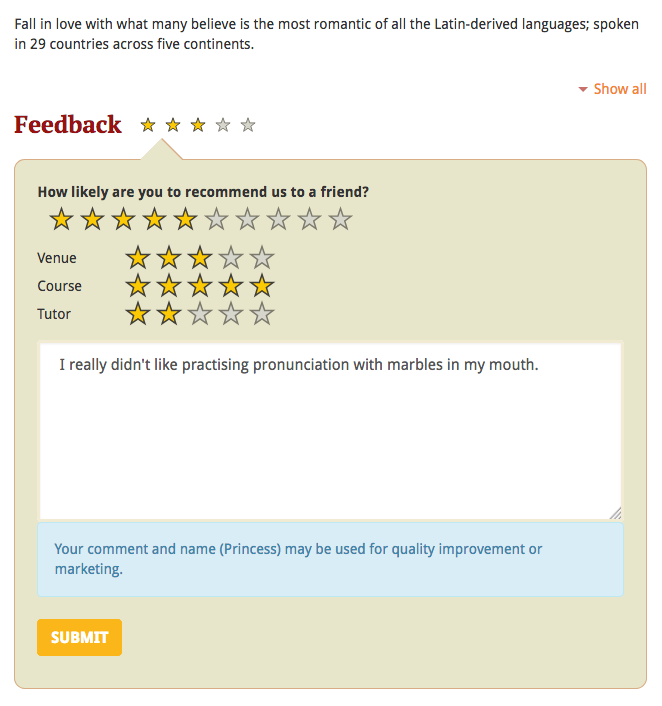 Fall in love with what many believe is the most romantic of all the Latin-derived languages; spoken
in 29 countries across five continents.
Show all
Feedback
How likely are you to recommend us to a friend?
Venue
Course
Tutor
I really didn't like practising pronunciation with marbles in my mouth.
Your comment and name (Princess) may be used for quality improvement or
marketing.
SUBMIT